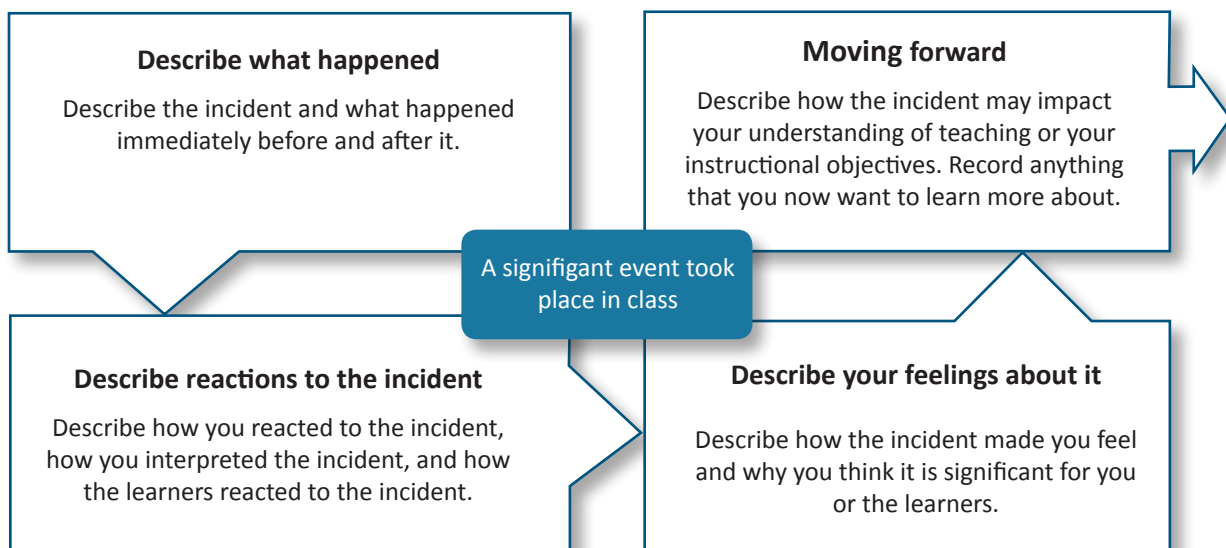 Describe what happened
Describe the incident and what happened
immediately before and after it.
Describe reactions to the incident
Describe how you reacted to the incident,
how you interpreted the incident, and how
the learners reacted to the incident.
Describe your feelings about it
Describe how the incident made you feel
and why you think it is significant for you
or the learners.
Moving forward
Describe how the incident may impact
your understanding of teaching or your
instructional objectives. Record anything
that you now want to learn more about.
A signifigant event took
place in class